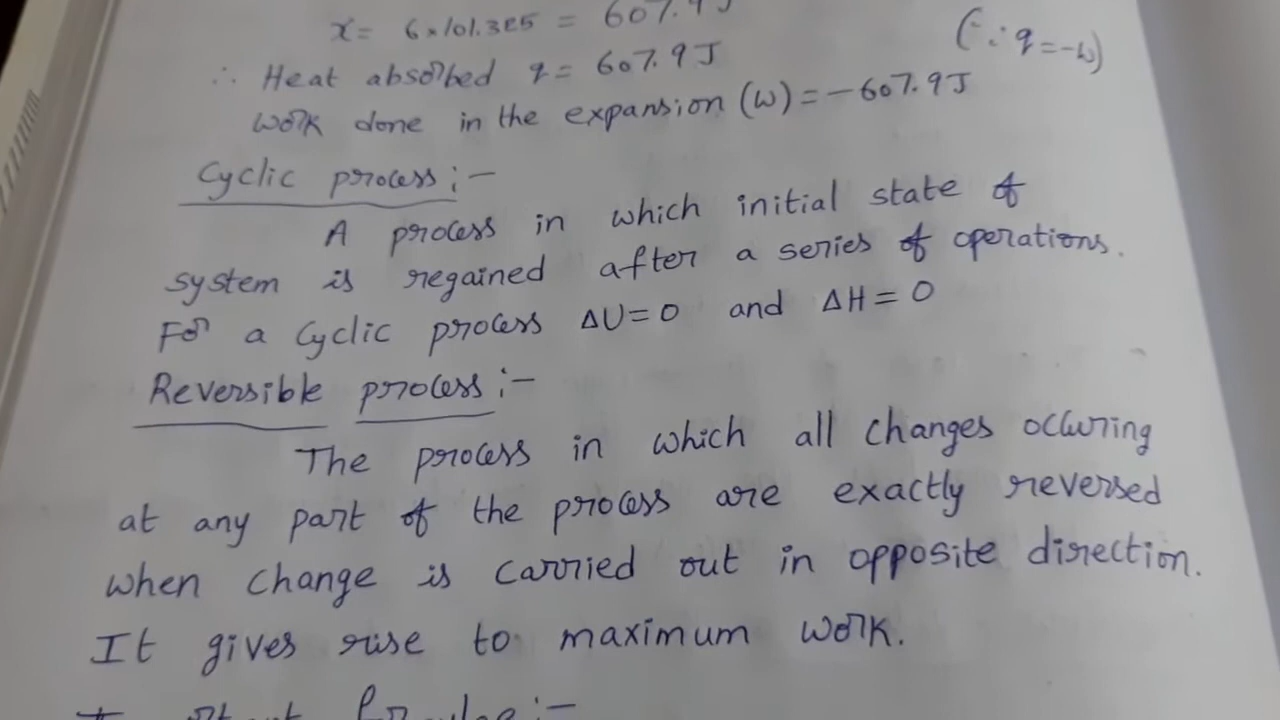 x = 6×101.325 = 607.9J
∴ Heat absorbed q = 607.9J (∵ q = -w)
Work done in the expansion (w) = -607.9J
Cyclic process :-
A process in which initial state of
system is regained after a series of operations.
For a Cyclic process ΔU=0 and ΔH=0
Reversible process :-
The process in which all changes occuring
at any part of the process are exactly reversed
when change is carried out in opposite direction.
It gives rise to maximum work.